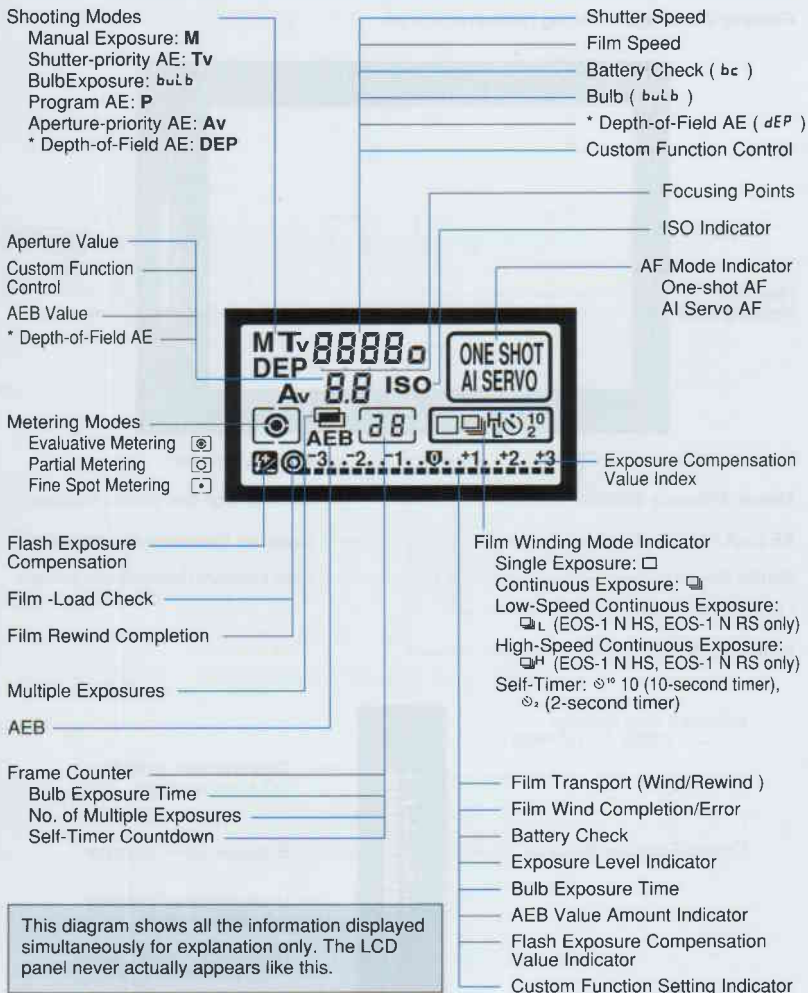 Shooting Modes
Manual Exposure: M
Shutter-priority AE: Tv
BulbExposure: buLb
Program AE: P
Aperture-priority AE: Av
* Depth-of-Field AE: DEP
Shutter Speed
Film Speed
Battery Check ( bc )
Bulb ( buLb )
* Depth-of-Field AE ( dEP )
Custom Function Control
Focusing Points
ISO Indicator
AF Mode Indicator
One-shot AF
AI Servo AF
Aperture Value
Custom Function
Control
AEB Value
* Depth-of-Field AE
M Tv 8888
DEP
Av 8.8 ISO
ONE SHOT
AI SERVO
AEB 38 H L 10 2
-3..-2..-1..0..+1..+2..+3
Metering Modes
Evaluative Metering
Partial Metering
Fine Spot Metering
Exposure Compensation
Value Index
Flash Exposure
Compensation
Film -Load Check
Film Rewind Completion
Multiple Exposures
AEB
Frame Counter
Bulb Exposure Time
No. of Multiple Exposures
Self-Timer Countdown
Film Winding Mode Indicator
Single Exposure:
Continuous Exposure:
Low-Speed Continuous Exposure:
L (EOS-1 N HS, EOS-1 N RS only)
High-Speed Continuous Exposure:
H (EOS-1 N HS, EOS-1 N RS only)
Self-Timer: 10 10 (10-second timer),
2 (2-second timer)
Film Transport (Wind/Rewind )
Film Wind Completion/Error
Battery Check
Exposure Level Indicator
Bulb Exposure Time
AEB Value Amount Indicator
Flash Exposure Compensation
Value Indicator
Custom Function Setting Indicator
This diagram shows all the information displayed
simultaneously for explanation only. The LCD
panel never actually appears like this.